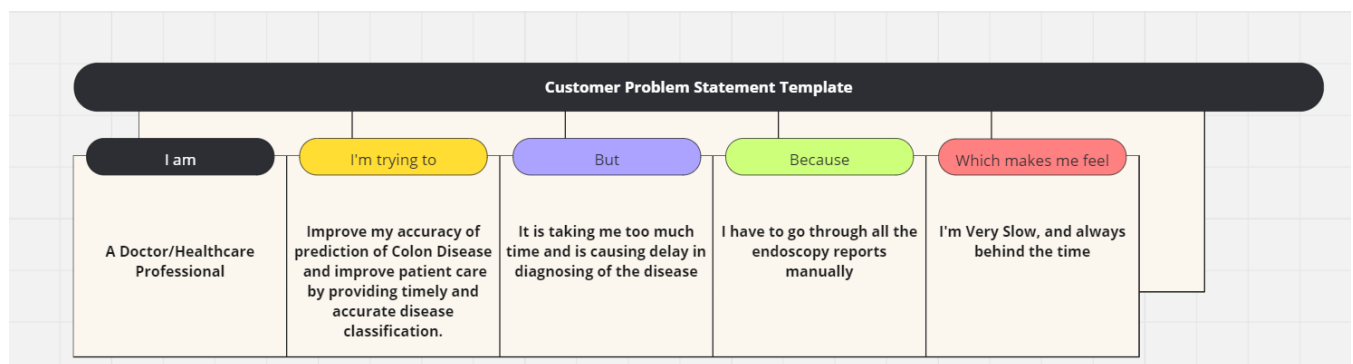 Customer Problem Statement Template
I am
I'm trying to
But
Because
Which makes me feel
A Doctor/Healthcare
Professional
Improve my accuracy of
prediction of Colon Disease
and improve patient care
by providing timely and
accurate disease
classification.
It is taking me too much
time and is causing delay in
diagnosing of the disease
I have to go through all the
endoscopy reports
manually
I'm Very Slow, and always
behind the time